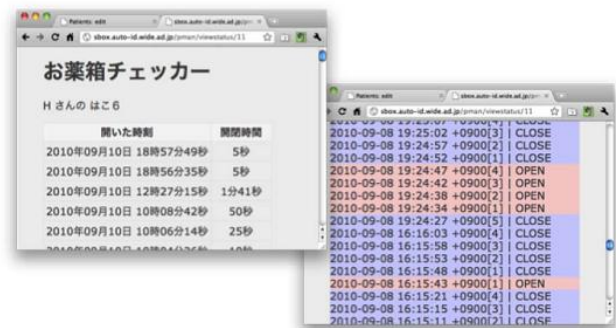 Patients: edit
sbox.auto-id.wide.ad.jp/pman/viewstatus/11
お薬箱チェッカー
H さんの はこ6
開いた時刻 開閉時間
2010年09月10日 18時57分49秒 5秒
2010年09月10日 18時56分35秒 5秒
2010年09月10日 12時27分15秒 1分41秒
2010年09月10日 10時08分42秒 50秒
2010年09月10日 10時06分14秒 25秒
Patients: edit
sbox.auto-id.wide.ad.jp/pman/viewstatus/11
2010-09-08 19:25:02 +0900[3] | CLOSE
2010-09-08 19:24:57 +0900[2] | CLOSE
2010-09-08 19:24:52 +0900[1] | CLOSE
2010-09-08 19:24:47 +0900[4] | OPEN
2010-09-08 19:24:42 +0900[3] | OPEN
2010-09-08 19:24:38 +0900[2] | OPEN
2010-09-08 19:24:34 +0900[1] | OPEN
2010-09-08 19:24:27 +0900[5] | CLOSE
2010-09-08 16:16:03 +0900[4] | CLOSE
2010-09-08 16:15:58 +0900[3] | CLOSE
2010-09-08 16:15:53 +0900[2] | CLOSE
2010-09-08 16:15:48 +0900[1] | CLOSE
2010-09-08 16:15:43 +0900[1] | OPEN
2010-09-08 16:15:21 +0900[4] | CLOSE
2010-09-08 16:15:15 +0900[3] | CLOSE
2010-09-08 16:15:11 +0900[2] | CLOSE